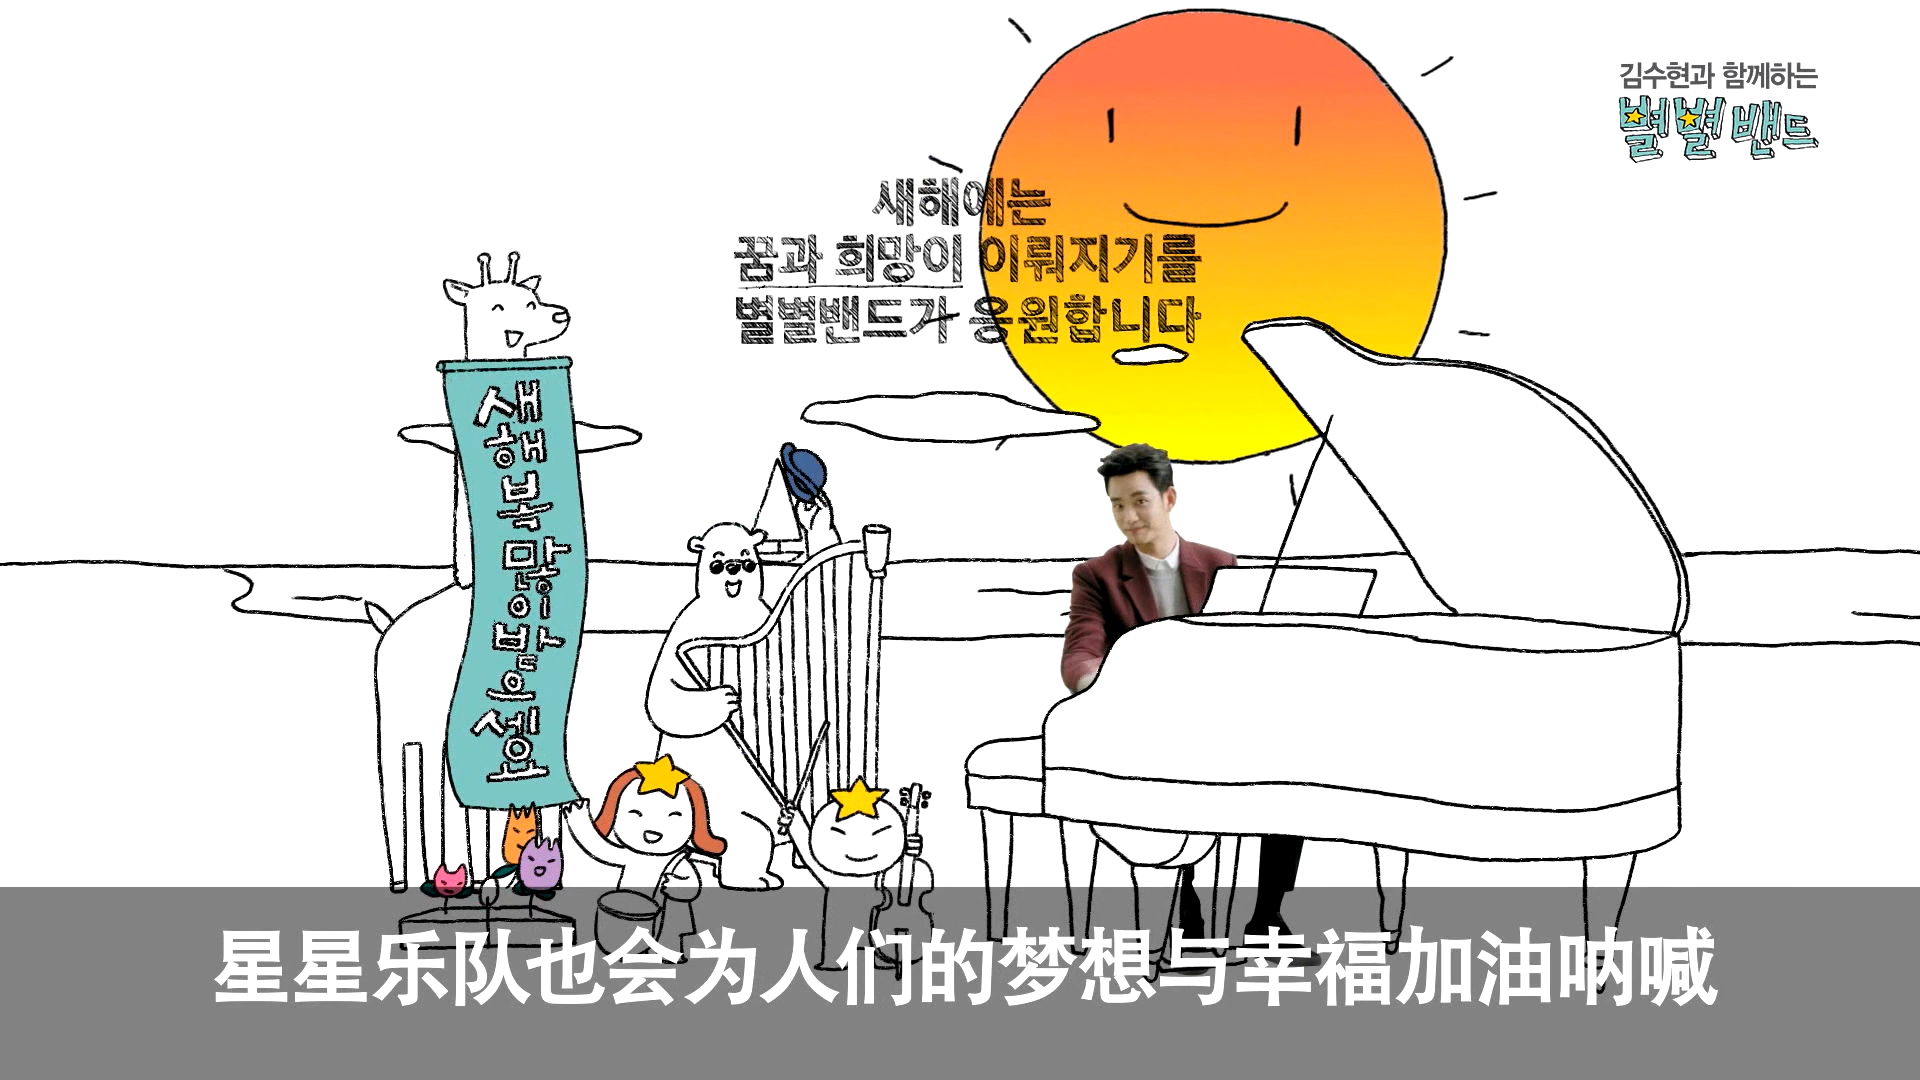 김수현과 함께하는
별별밴드
새해에는
꿈과 희망이 이뤄지기를
별별밴드가 응원합니다
새해 복 많이 받으세요
星星乐队也会为人们的梦想与幸福加油呐喊